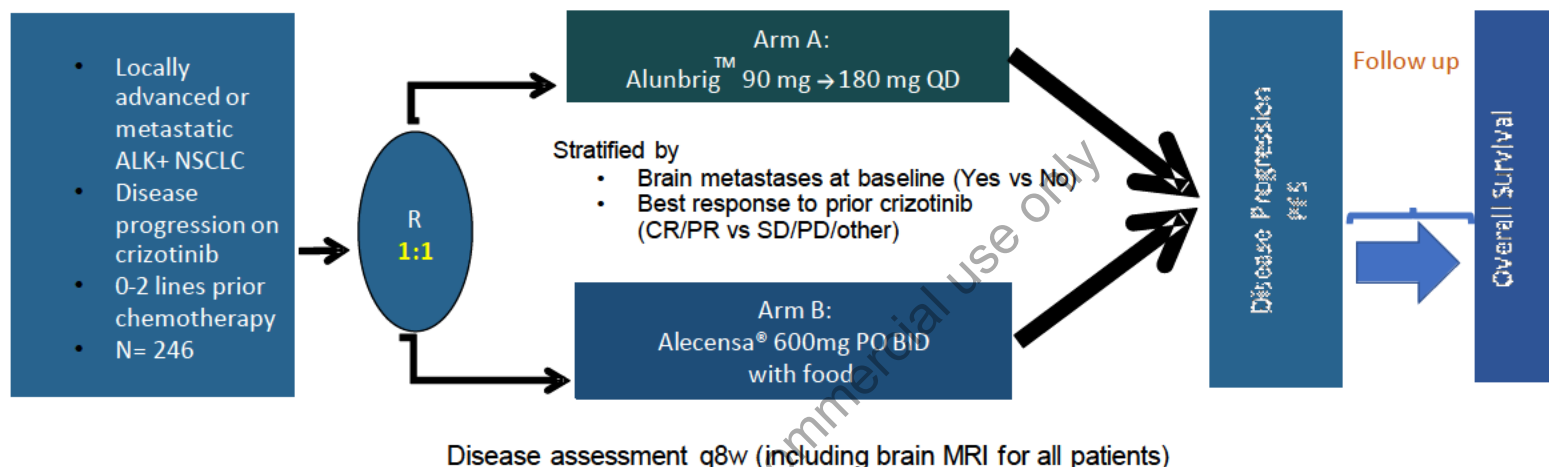 • Locally
advanced or
metastatic
ALK+ NSCLC
• Disease
progression on
crizotinib
• 0-2 lines prior
chemotherapy
• N= 246
R
1:1
Arm A:
Alunbrig™ 90 mg → 180 mg QD
Stratified by
• Brain metastases at baseline (Yes vs No)
• Best response to prior crizotinib
(CR/PR vs SD/PD/other)
Arm B:
Alecensa® 600mg PO BID
with food
Disease Progression
PFS
Follow up
Overall Survival
Disease assessment q8w (including brain MRI for all patients)
mmercial use only